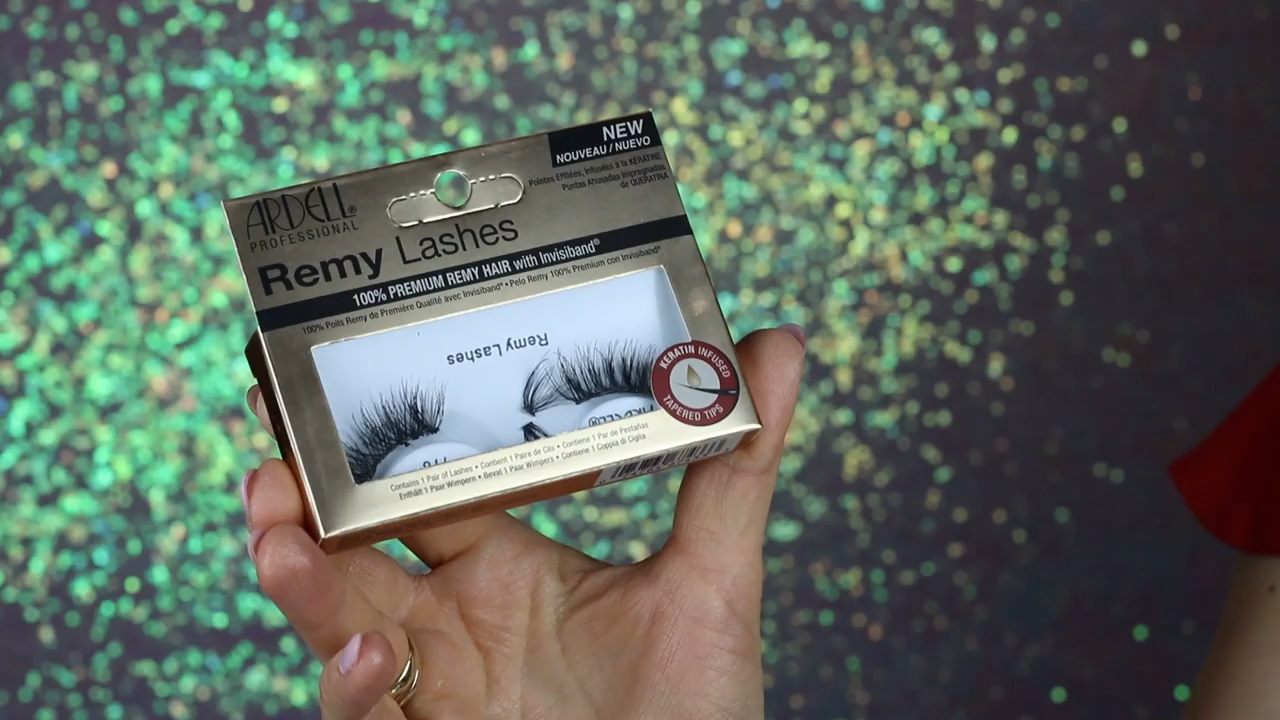 NEW
NOUVEAU / NUEVO
Pointes Effilées, Infusées à la KÉRATINE
Puntas Ahusadas Impregnadas
de QUERATINA
ARDELL®
PROFESSIONAL
Remy Lashes
100% PREMIUM REMY HAIR with Invisiband®
100% Poils Remy de Première Qualité avec Invisiband® • Pelo Remy 100% Premium con Invisiband®
Remy Lashes
KERATIN INFUSED
TAPERED TIPS
ARDELL®
Contains 1 Pair of Lashes • Contient 1 Paire de Cils • Contiene 1 Par de Pestañas
Enthält 1 Paar Wimpern • Bevat 1 Paar Wimpers • Contiene 1 Coppia di Ciglia